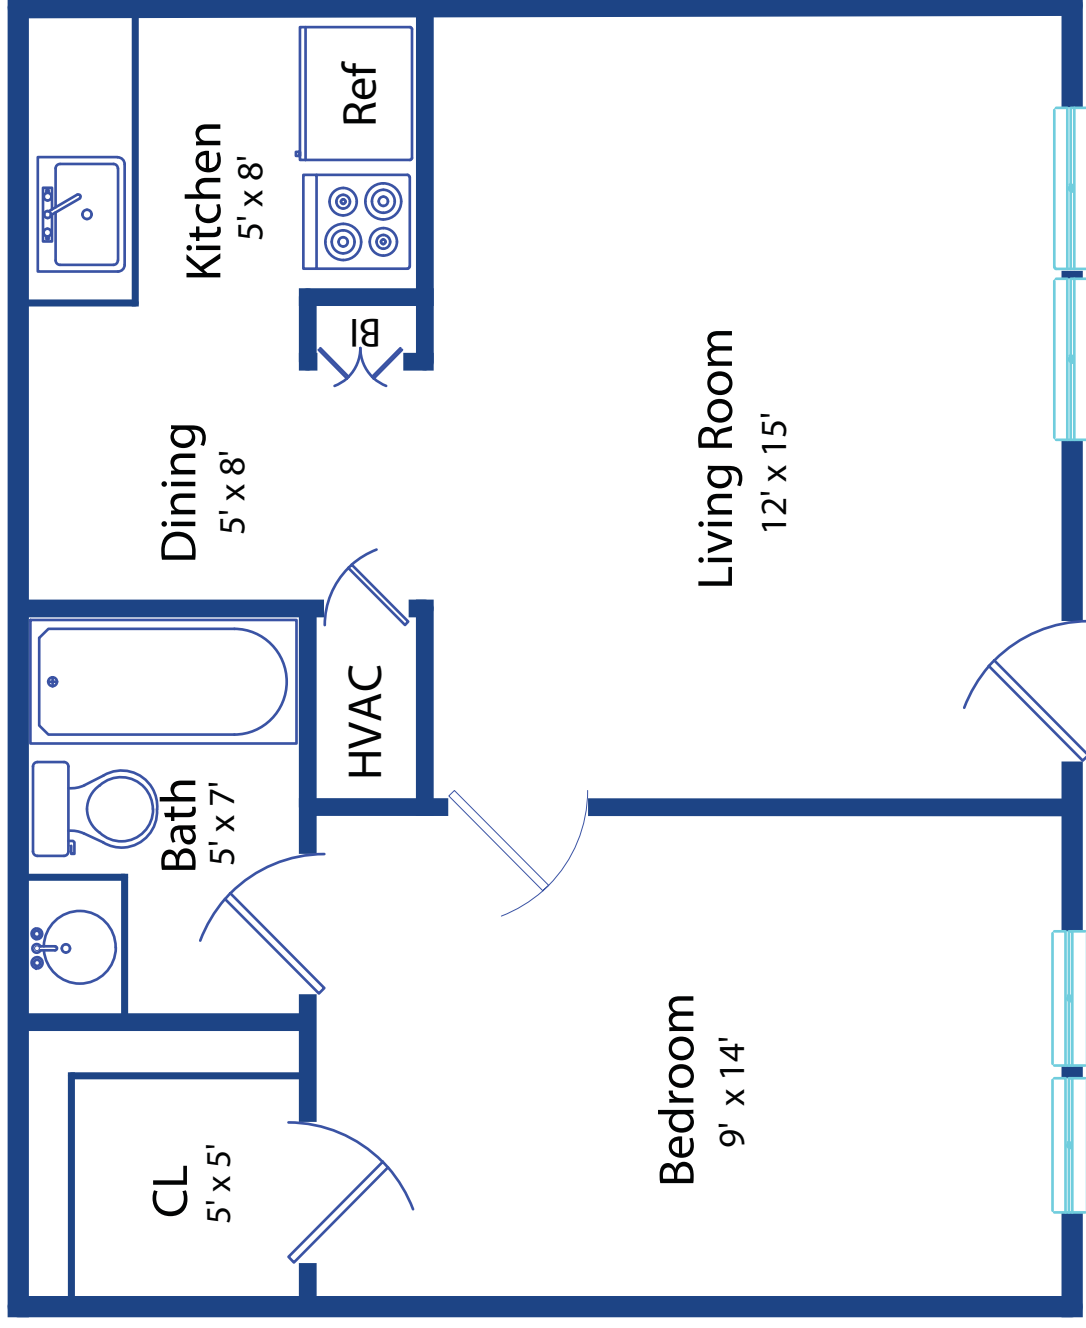 Kitchen
5' x 8'
Ref
BI
Dining
5' x 8'
Living Room
12' x 15'
HVAC
Bath
5' x 7'
Bedroom
9' x 14'
CL
5' x 5'